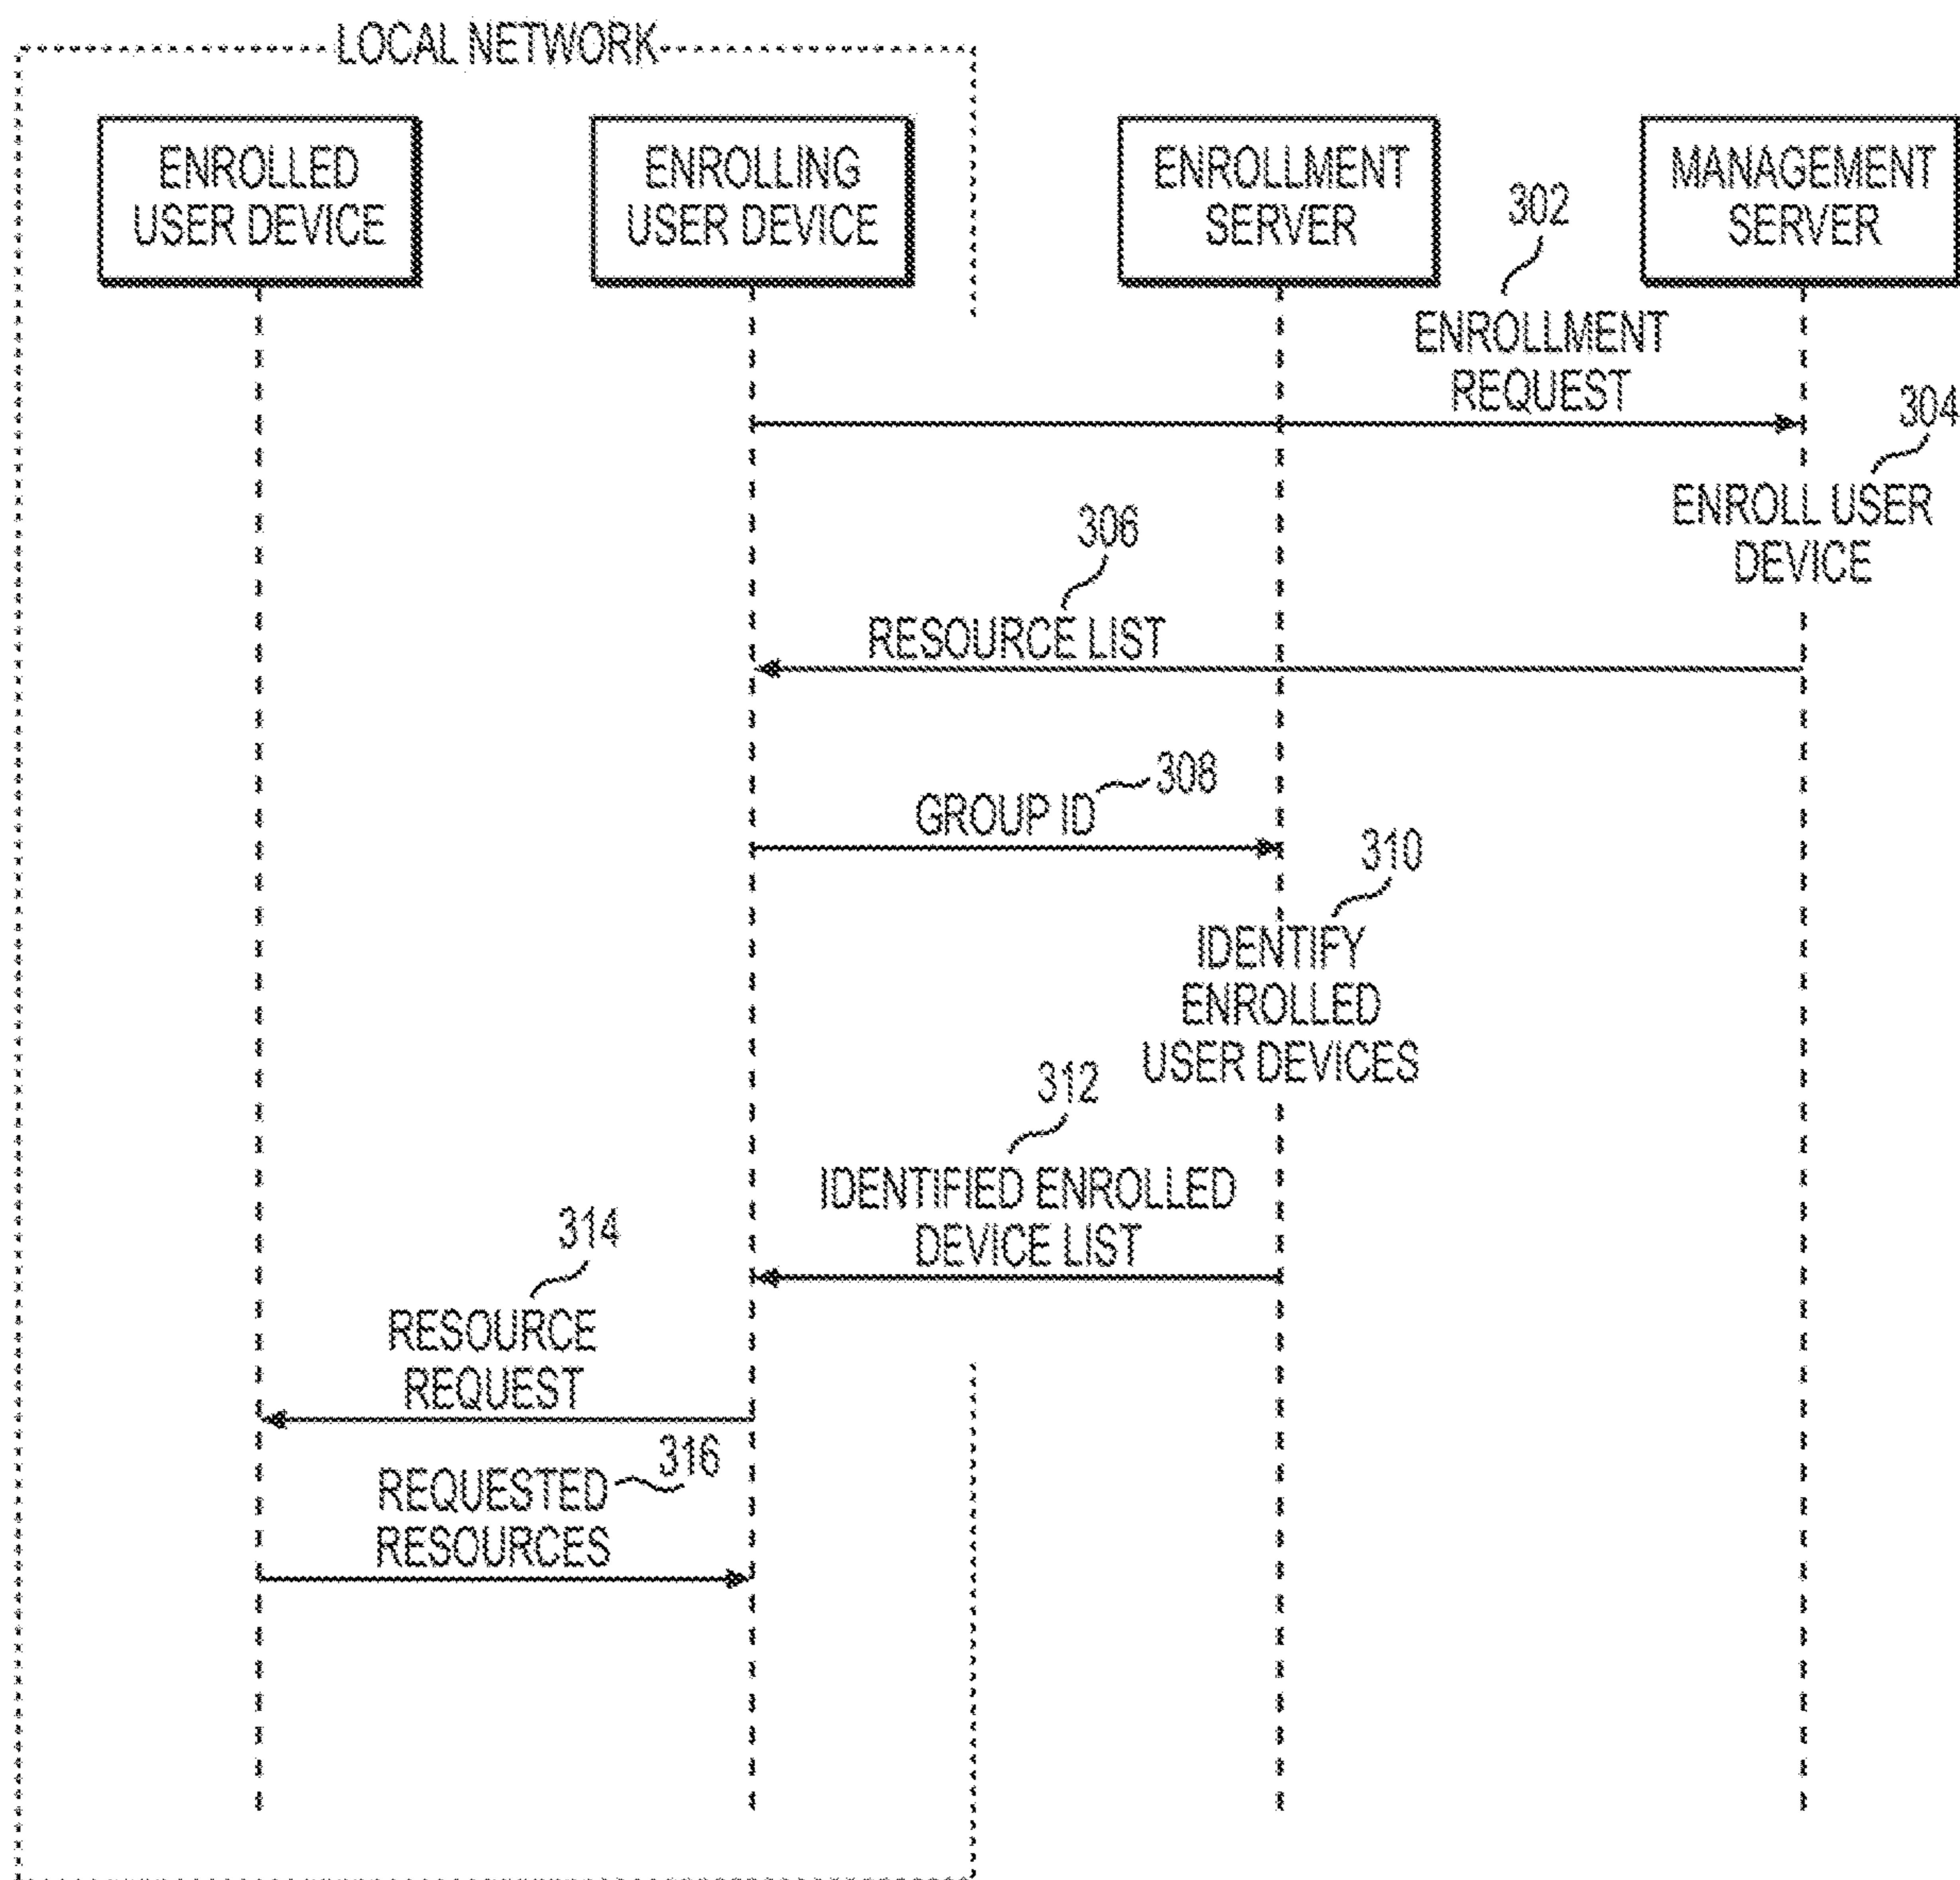 LOCAL NETWORK
ENROLLED
USER DEVICE
ENROLLING
USER DEVICE
ENROLLMENT
SERVER
MANAGEMENT
SERVER
302
ENROLLMENT
REQUEST
304
ENROLL USER
DEVICE
306
RESOURCE LIST
308
GROUP ID
310
IDENTIFY
ENROLLED
USER DEVICES
312
IDENTIFIED ENROLLED
DEVICE LIST
314
RESOURCE
REQUEST
316
REQUESTED
RESOURCES